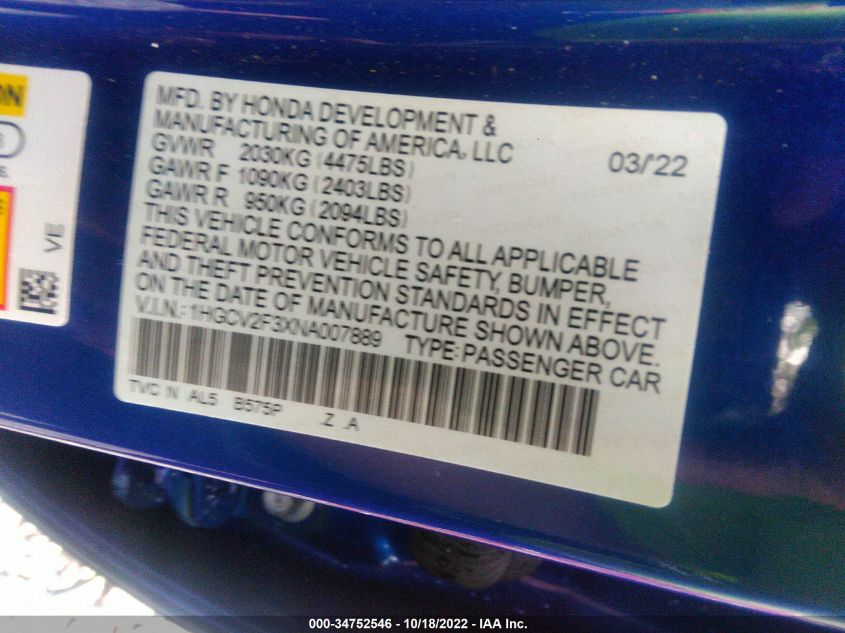 ON
S.
VE
MFD. BY HONDA DEVELOPMENT &
MANUFACTURING OF AMERICA, LLC
03/'22
GVWR 2030KG (4475LBS)
GAWR F 1090KG (2403LBS)
GAWR R 950KG (2094LBS)
THIS VEHICLE CONFORMS TO ALL APPLICABLE
FEDERAL MOTOR VEHICLE SAFETY, BUMPER,
AND THEFT PREVENTION STANDARDS IN EFFECT
ON THE DATE OF MANUFACTURE SHOWN ABOVE.
V.I.N.: 1HGCV2F3XNA007889 TYPE: PASSENGER CAR
TVC N AL5 B575P .Z .A
000-34752546 - 10/18/2022 - IAA Inc.